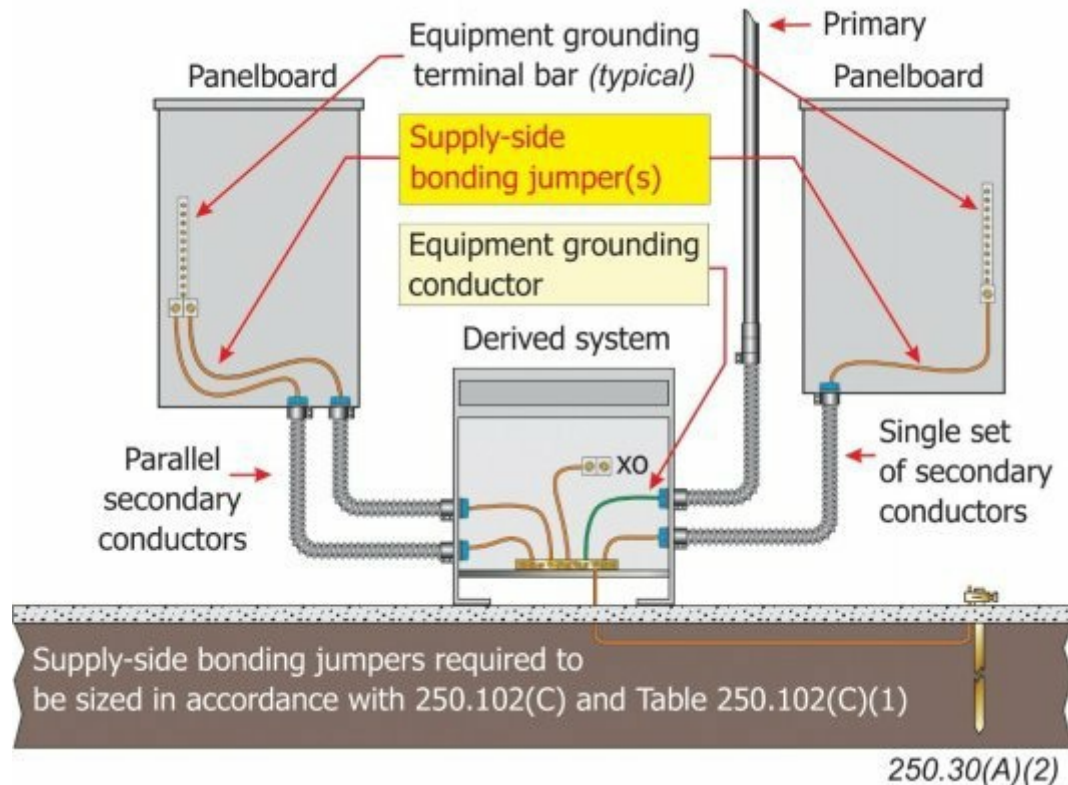 Primary
Equipment grounding
terminal bar (typical)
Panelboard
Panelboard
Supply-side
bonding jumper(s)
Equipment grounding
conductor
Derived system
XO
Parallel
secondary
conductors
Single set
of secondary
conductors
Supply-side bonding jumpers required to
be sized in accordance with 250.102(C) and Table 250.102(C)(1)
250.30(A)(2)